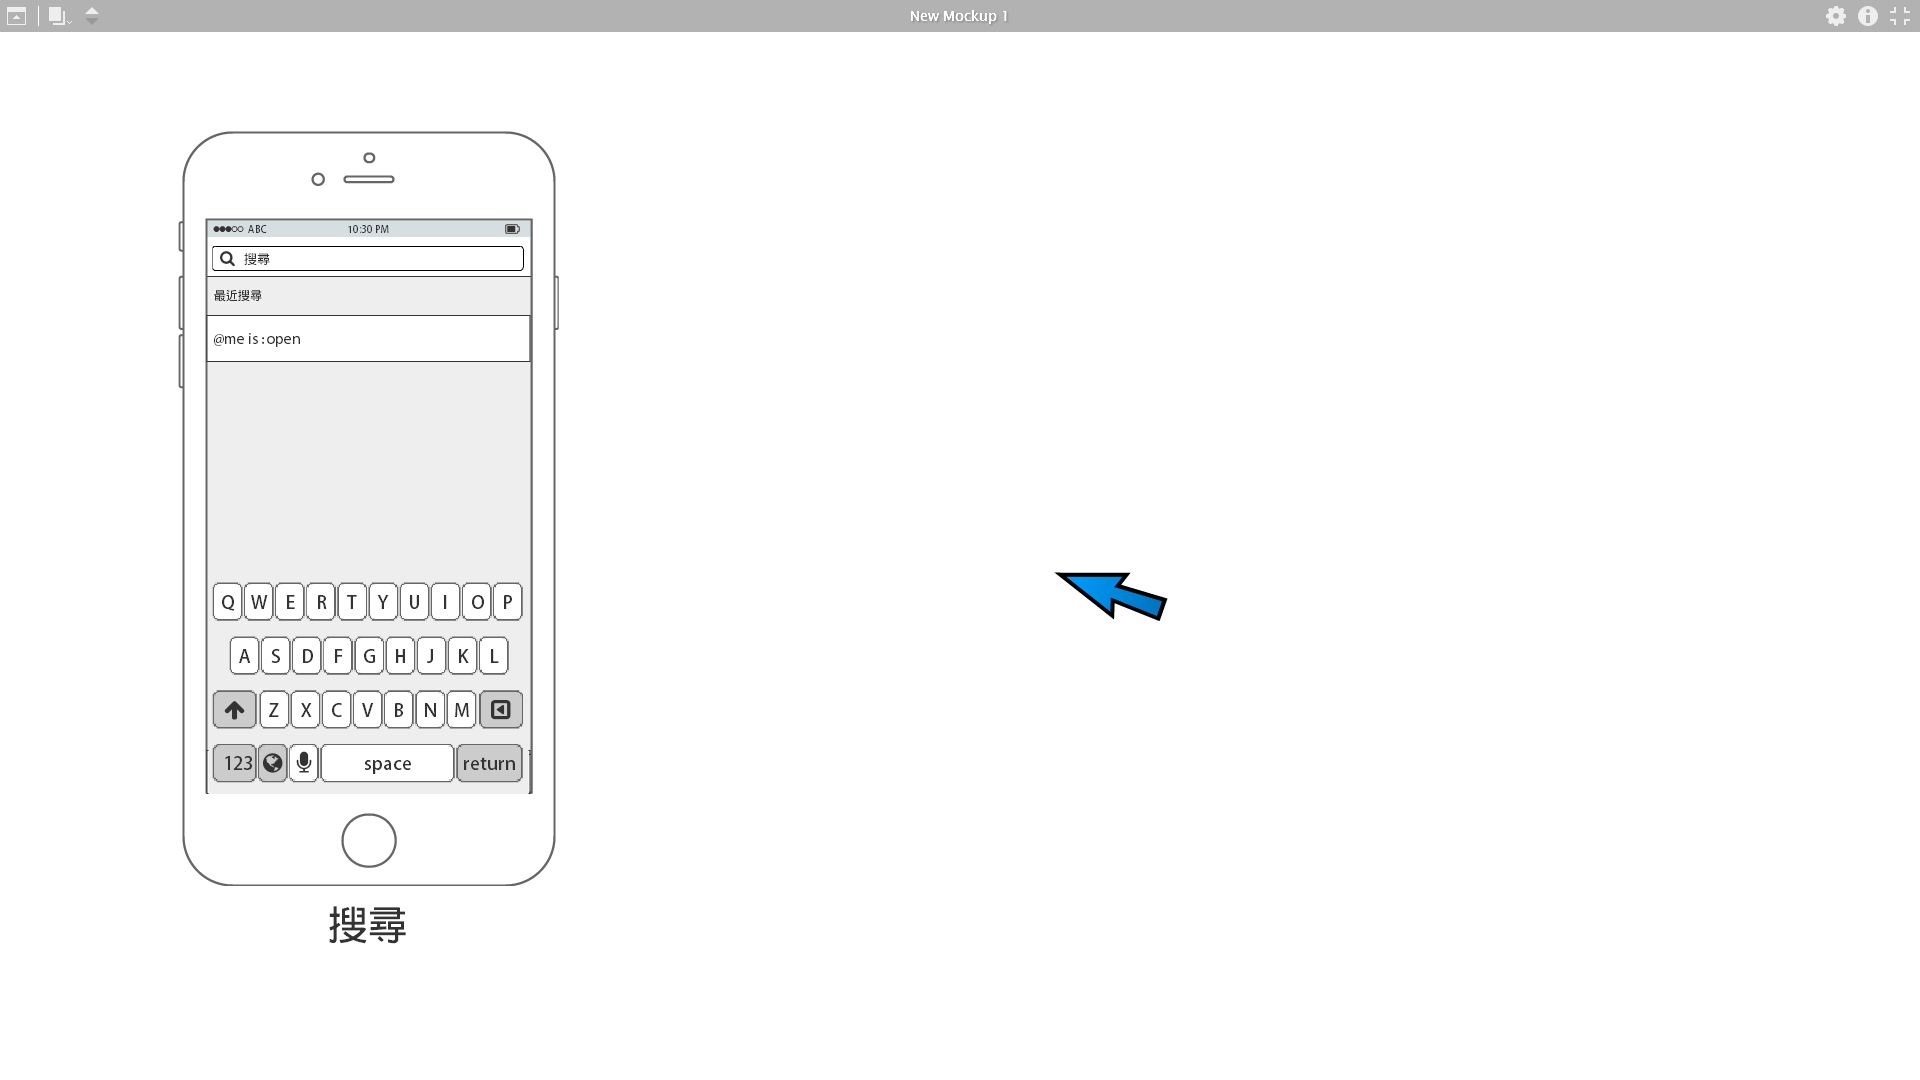 New Mockup 1
ABC 10:30 PM
搜尋
最近搜尋
@me is:open
Q W E R T Y U I O P
A S D F G H J K L
Z X C V B N M
123 space return
搜尋